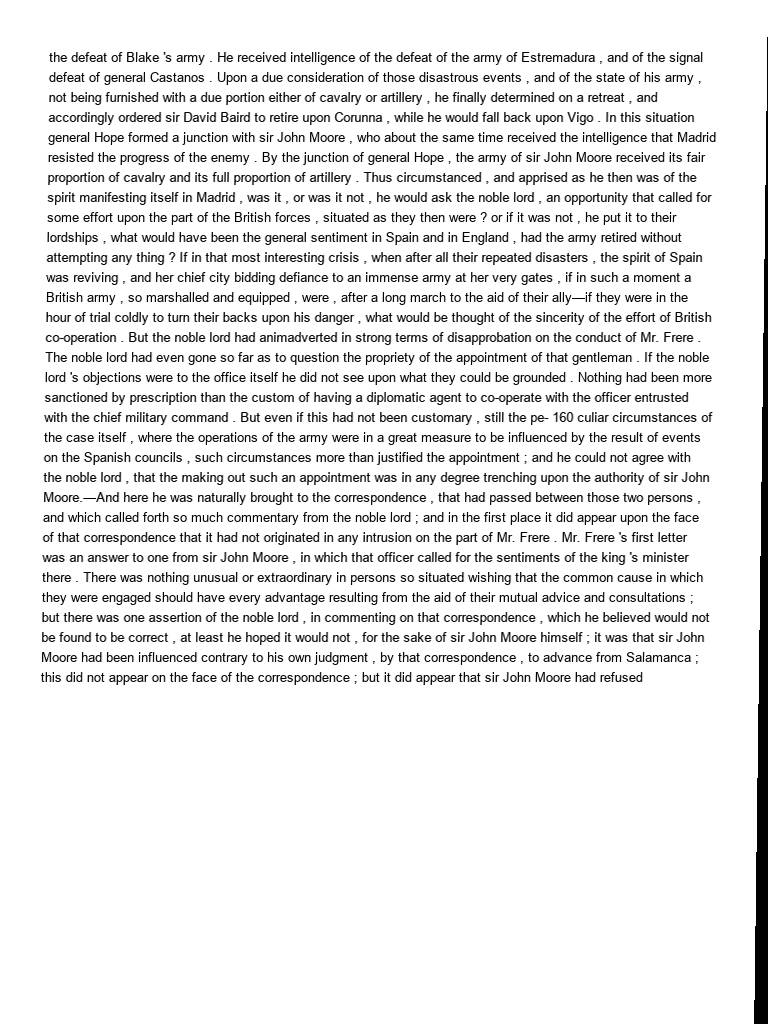 the defeat of Blake 's army . He received intelligence of the defeat of the army of Estremadura , and of the signal
defeat of general Castanos . Upon a due consideration of those disastrous events , and of the state of his army ,
not being furnished with a due portion either of cavalry or artillery , he finally determined on a retreat , and
accordingly ordered sir David Baird to retire upon Corunna , while he would fall back upon Vigo . In this situation
general Hope formed a junction with sir John Moore , who about the same time received the intelligence that Madrid
resisted the progress of the enemy . By the junction of general Hope , the army of sir John Moore received its fair
proportion of cavalry and its full proportion of artillery . Thus circumstanced , and apprised as he then was of the
spirit manifesting itself in Madrid , was it , or was it not , he would ask the noble lord , an opportunity that called for
some effort upon the part of the British forces , situated as they then were ? or if it was not , he put it to their
lordships , what would have been the general sentiment in Spain and in England , had the army retired without
attempting any thing ? If in that most interesting crisis , when after all their repeated disasters , the spirit of Spain
was reviving , and her chief city bidding defiance to an immense army at her very gates , if in such a moment a
British army , so marshalled and equipped , were , after a long march to the aid of their ally—if they were in the
hour of trial coldly to turn their backs upon his danger , what would be thought of the sincerity of the effort of British
co-operation . But the noble lord had animadverted in strong terms of disapprobation on the conduct of Mr. Frere .
The noble lord had even gone so far as to question the propriety of the appointment of that gentleman . If the noble
lord 's objections were to the office itself he did not see upon what they could be grounded . Nothing had been more
sanctioned by prescription than the custom of having a diplomatic agent to co-operate with the officer entrusted
with the chief military command . But even if this had not been customary , still the pe- 160 culiar circumstances of
the case itself , where the operations of the army were in a great measure to be influenced by the result of events
on the Spanish councils , such circumstances more than justified the appointment ; and he could not agree with
the noble lord , that the making out such an appointment was in any degree trenching upon the authority of sir John
Moore.—And here he was naturally brought to the correspondence , that had passed between those two persons ,
and which called forth so much commentary from the noble lord ; and in the first place it did appear upon the face
of that correspondence that it had not originated in any intrusion on the part of Mr. Frere . Mr. Frere 's first letter
was an answer to one from sir John Moore , in which that officer called for the sentiments of the king 's minister
there . There was nothing unusual or extraordinary in persons so situated wishing that the common cause in which
they were engaged should have every advantage resulting from the aid of their mutual advice and consultations ;
but there was one assertion of the noble lord , in commenting on that correspondence , which he believed would not
be found to be correct , at least he hoped it would not , for the sake of sir John Moore himself ; it was that sir John
Moore had been influenced contrary to his own judgment , by that correspondence , to advance from Salamanca ;
this did not appear on the face of the correspondence ; but it did appear that sir John Moore had refused